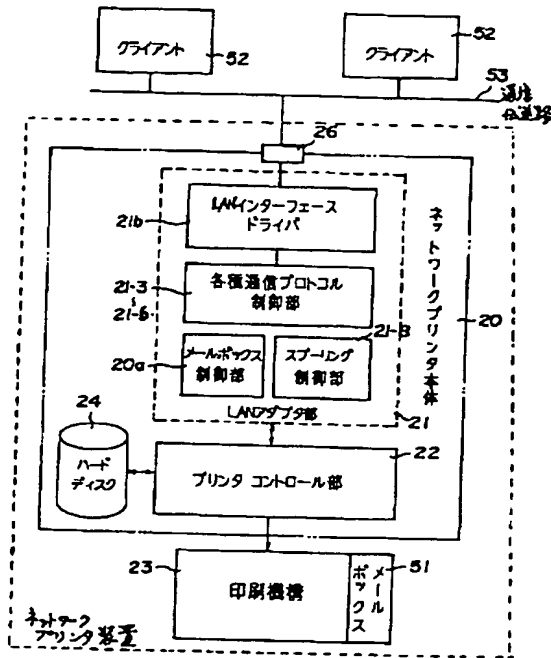 クライアント
52
クライアント
52
53
通信
伝送路
26
LANインターフェース
ドライバ
21b
各種通信プロトコル
制御部
21-3
〜
21-6
21-8
メールボックス
制御部
20a
スプーリング
制御部
LANアダプタ部
21
ネットワークプリンタ本体
20
24
ハード
ディスク
22
プリンタ コントロール部
23
印刷機構
51
メール
ボックス
ネットワーク
プリンタ装置